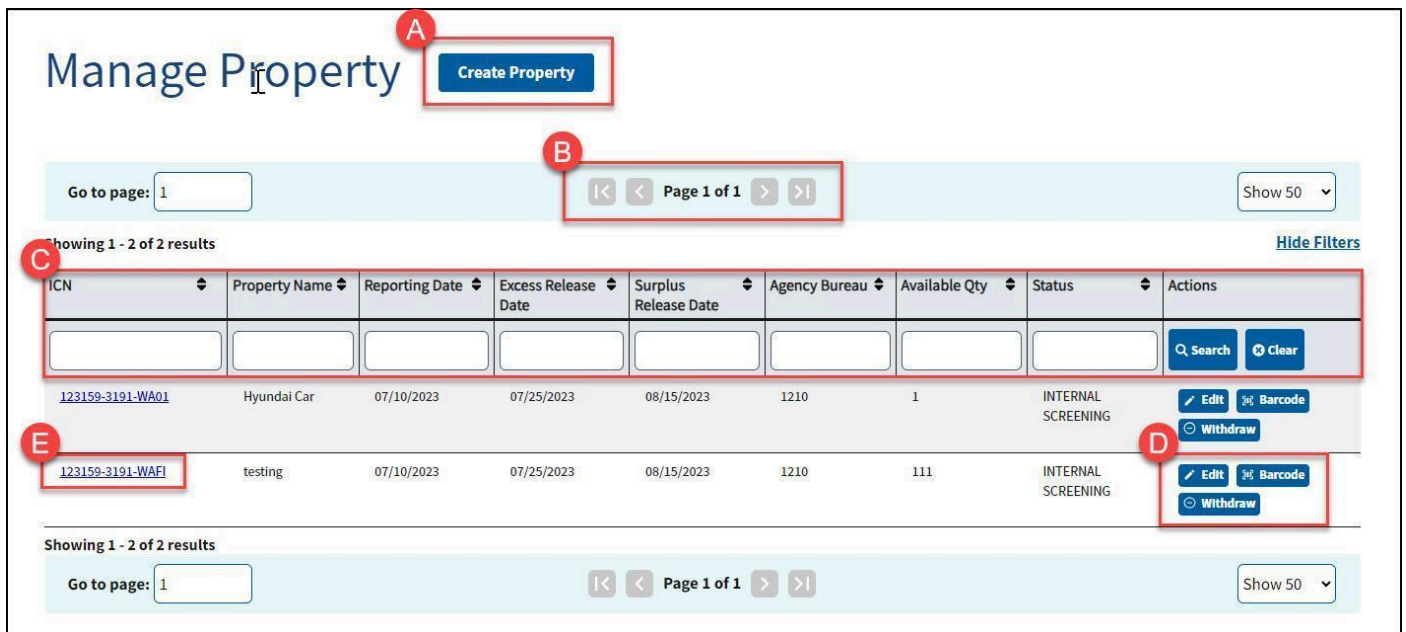 A
Manage Property Create Property
B
Go to page: 1 Page 1 of 1 Show 50
Showing 1 - 2 of 2 results Hide Filters
C
ICN Property Name Reporting Date Excess Release Date Surplus Release Date Agency Bureau Available Qty Status Actions
Search Clear
123159-3191-WA01 Hyundai Car 07/10/2023 07/25/2023 08/15/2023 1210 1 INTERNAL SCREENING Edit Barcode
Withdraw
E D
123159-3191-WAFI testing 07/10/2023 07/25/2023 08/15/2023 1210 111 INTERNAL SCREENING Edit Barcode
Withdraw
Showing 1 - 2 of 2 results
Go to page: 1 Page 1 of 1 Show 50